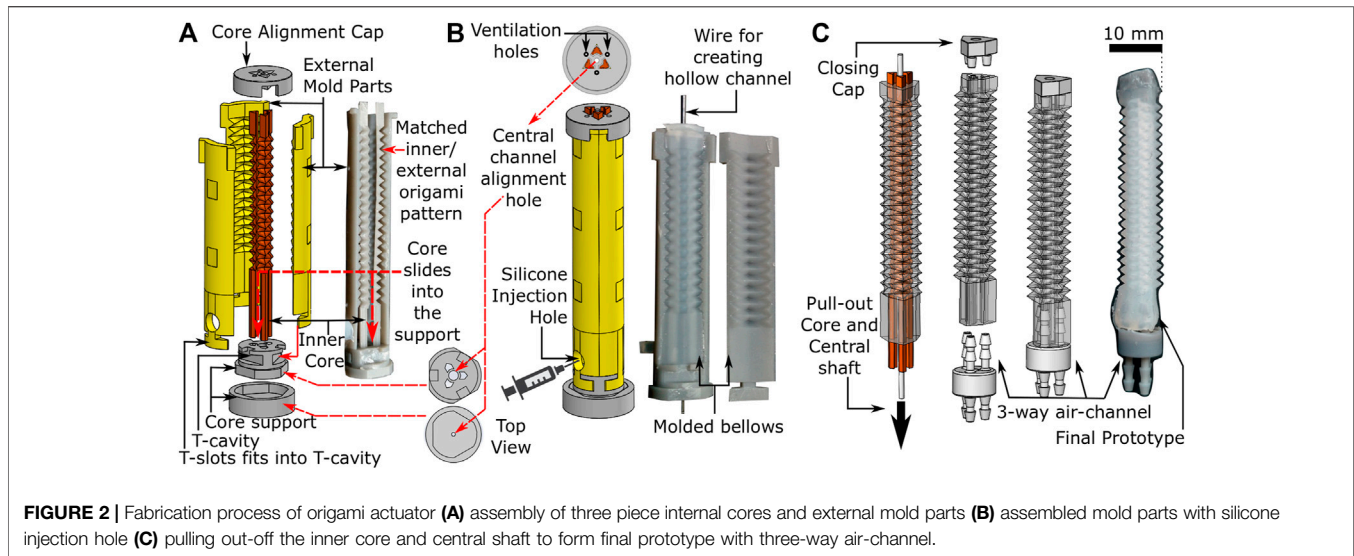 A
Core Alignment Cap
External
Mold Parts
Matched
inner/
external
origami
pattern
Core
slides
into
the
support
Inner
Core
Core support
T-cavity
T-slots fits into T-cavity
B
Ventilation
holes
Wire for
creating
hollow channel
Central
channel
alignment
hole
Silicone
Injection
Hole
Top
View
Molded bellows
C
Closing
Cap
10 mm
Pull-out
Core and
Central
shaft
3-way air-channel
Final Prototype
FIGURE 2 | Fabrication process of origami actuator (A) assembly of three piece internal cores and external mold parts (B) assembled mold parts with silicone
injection hole (C) pulling out-off the inner core and central shaft to form final prototype with three-way air-channel.